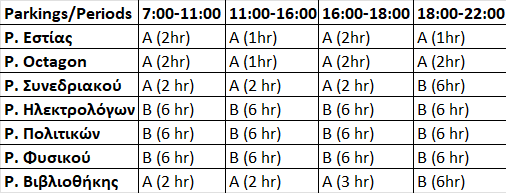 Parkings/Periods 7:00-11:00 11:00-16:00 16:00-18:00 18:00-22:00
P. Εστίας A (2hr) A (1hr) A (2hr) A (1hr)
P. Octagon A (2hr) A (1hr) A (2hr) A (2hr)
P. Συνεδριακού A (2 hr) A (2 hr) A (2 hr) B (6hr)
P. Ηλεκτρολόγων B (6 hr) B (6 hr) B (6 hr) B (6 hr)
P. Πολιτικών B (6 hr) B (6 hr) B (6 hr) B (6 hr)
P. Φυσικού B (6 hr) B (6 hr) B (6 hr) B (6 hr)
P. Βιβλιοθήκης A (2 hr) A (2 hr) A (3 hr) B (6hr)